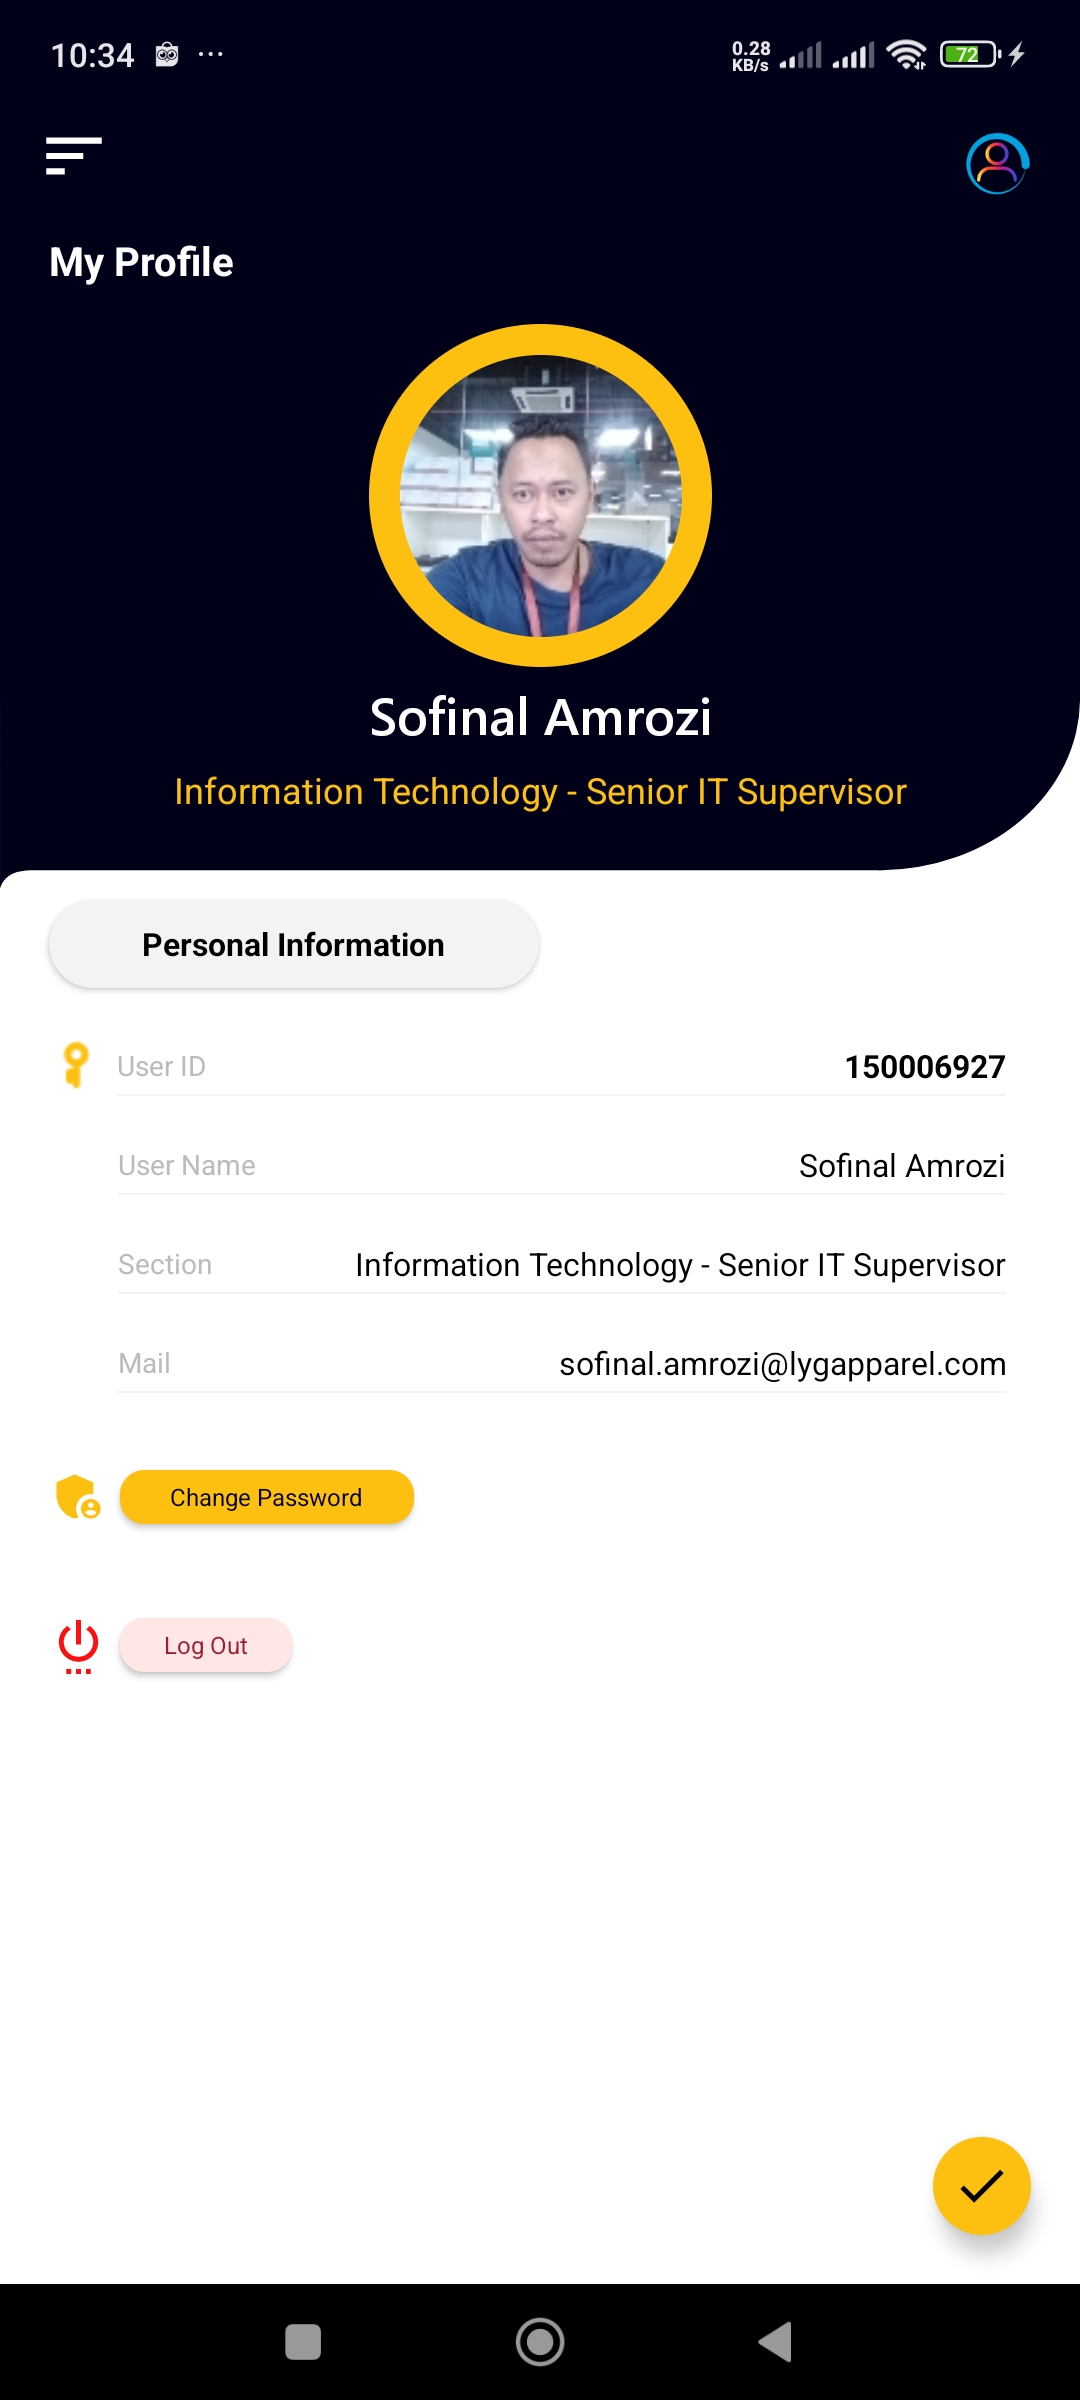 10:34
0.28
KB/s
72
My Profile
Sofinal Amrozi
Information Technology - Senior IT Supervisor
Personal Information
User ID 150006927
User Name Sofinal Amrozi
Section Information Technology - Senior IT Supervisor
Mail sofinal.amrozi@lygapparel.com
Change Password
Log Out